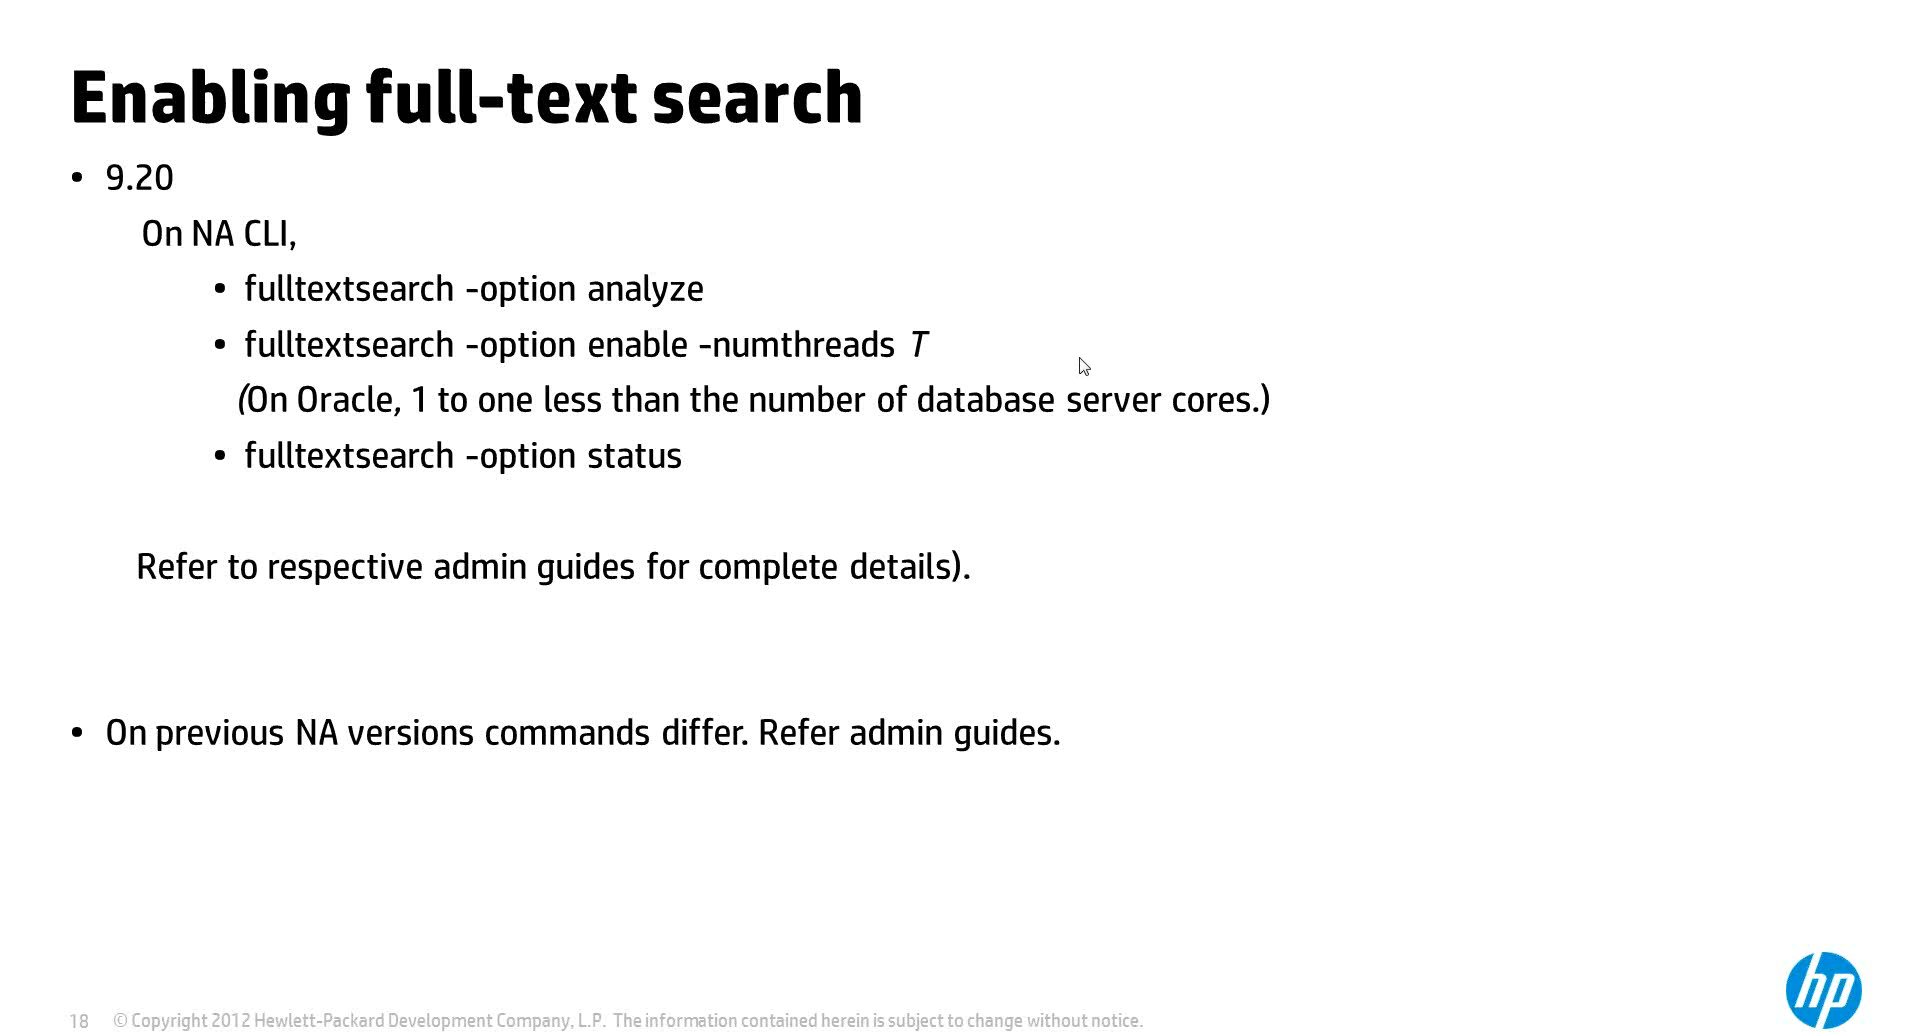 Enabling full-text search
• 9.20
On NA CLI,
• fulltextsearch -option analyze
• fulltextsearch -option enable -numthreads T
(On Oracle, 1 to one less than the number of database server cores.)
• fulltextsearch -option status
Refer to respective admin guides for complete details).
• On previous NA versions commands differ. Refer admin guides.
hp
18 © Copyright 2012 Hewlett-Packard Development Company, L.P. The information contained herein is subject to change without notice.